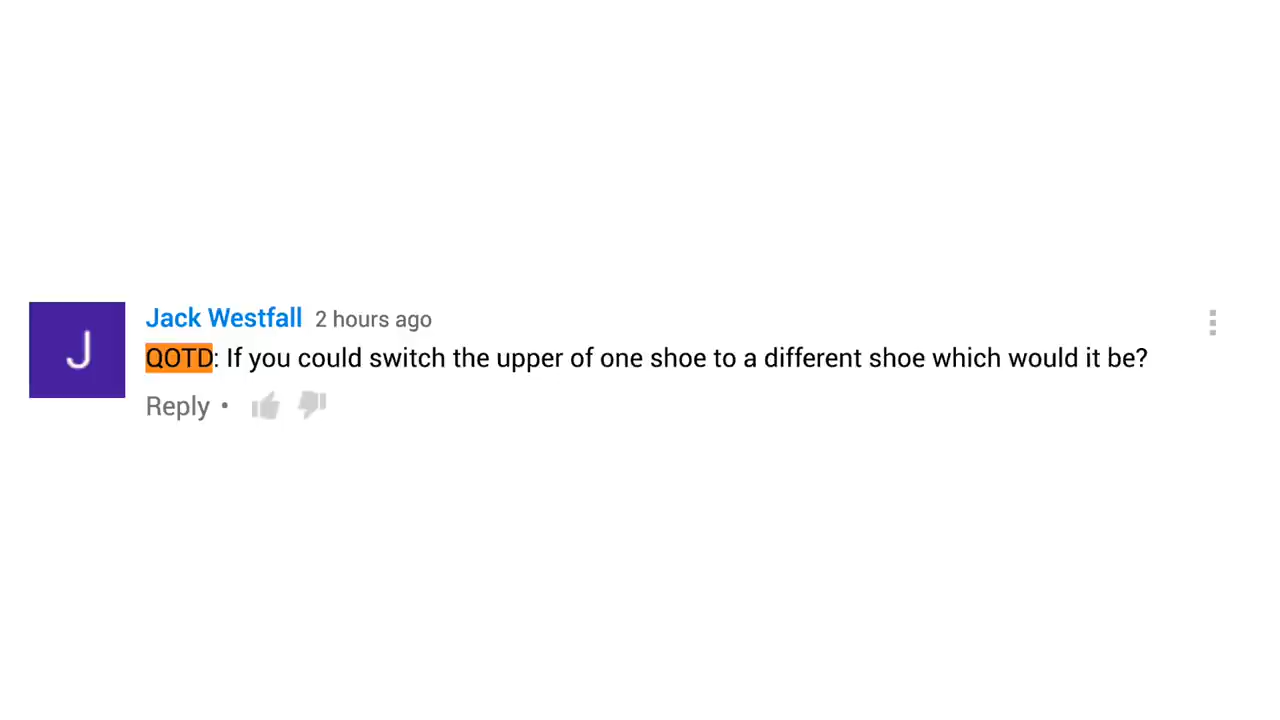 J
Jack Westfall 2 hours ago
QOTD: If you could switch the upper of one shoe to a different shoe which would it be?
Reply •